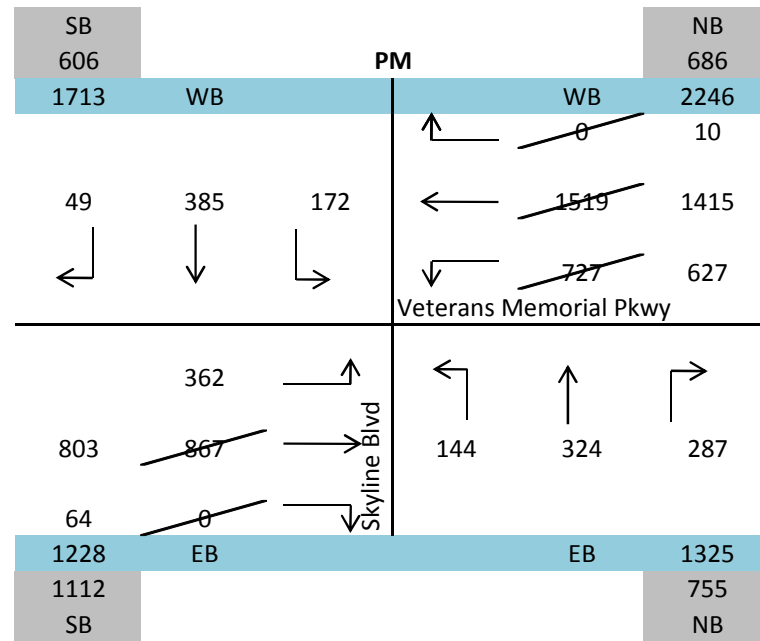 SB NB
606 PM 686
1713 WB WB 2246
0 10
49 385 172 1519 1415
727 627
Veterans Memorial Pkwy
362
803 867 Skyline Blvd 144 324 287
64 0
1228 EB EB 1325
1112 755
SB NB